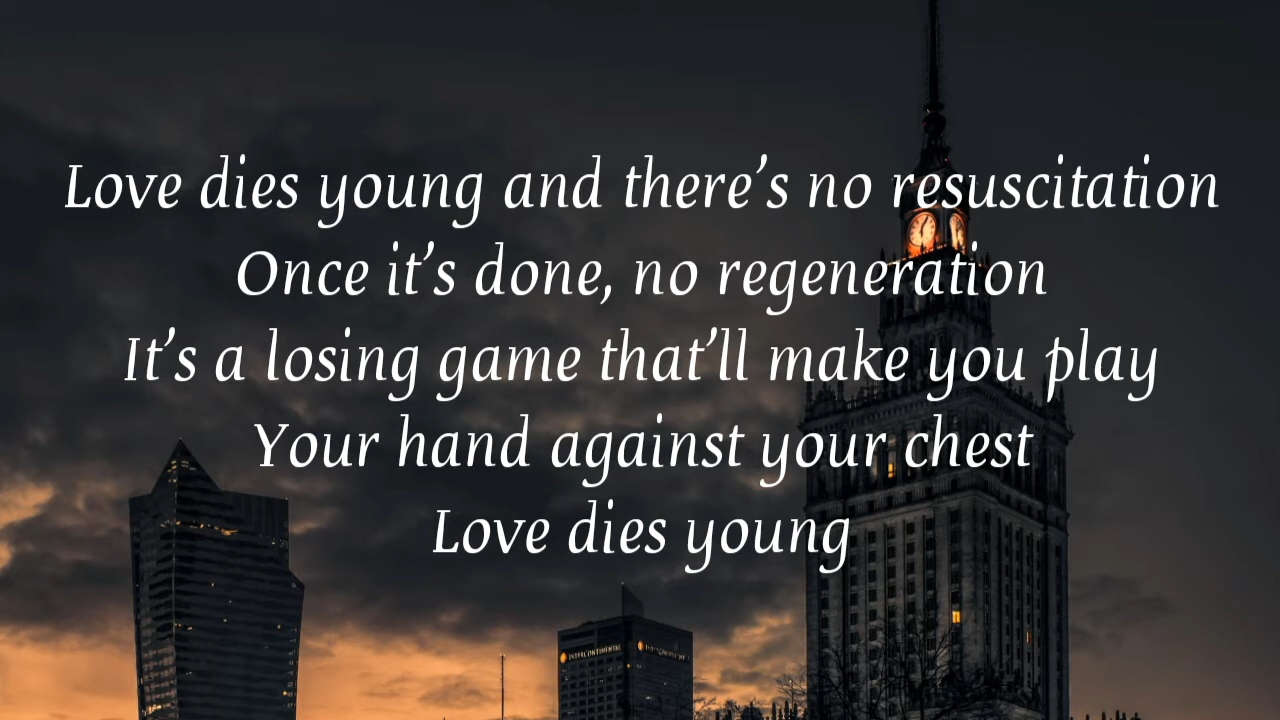 Love dies young and there’s no resuscitation
Once it’s done, no regeneration
It’s a losing game that’ll make you play
Your hand against your chest
Love dies young
INTERCONTINENTAL